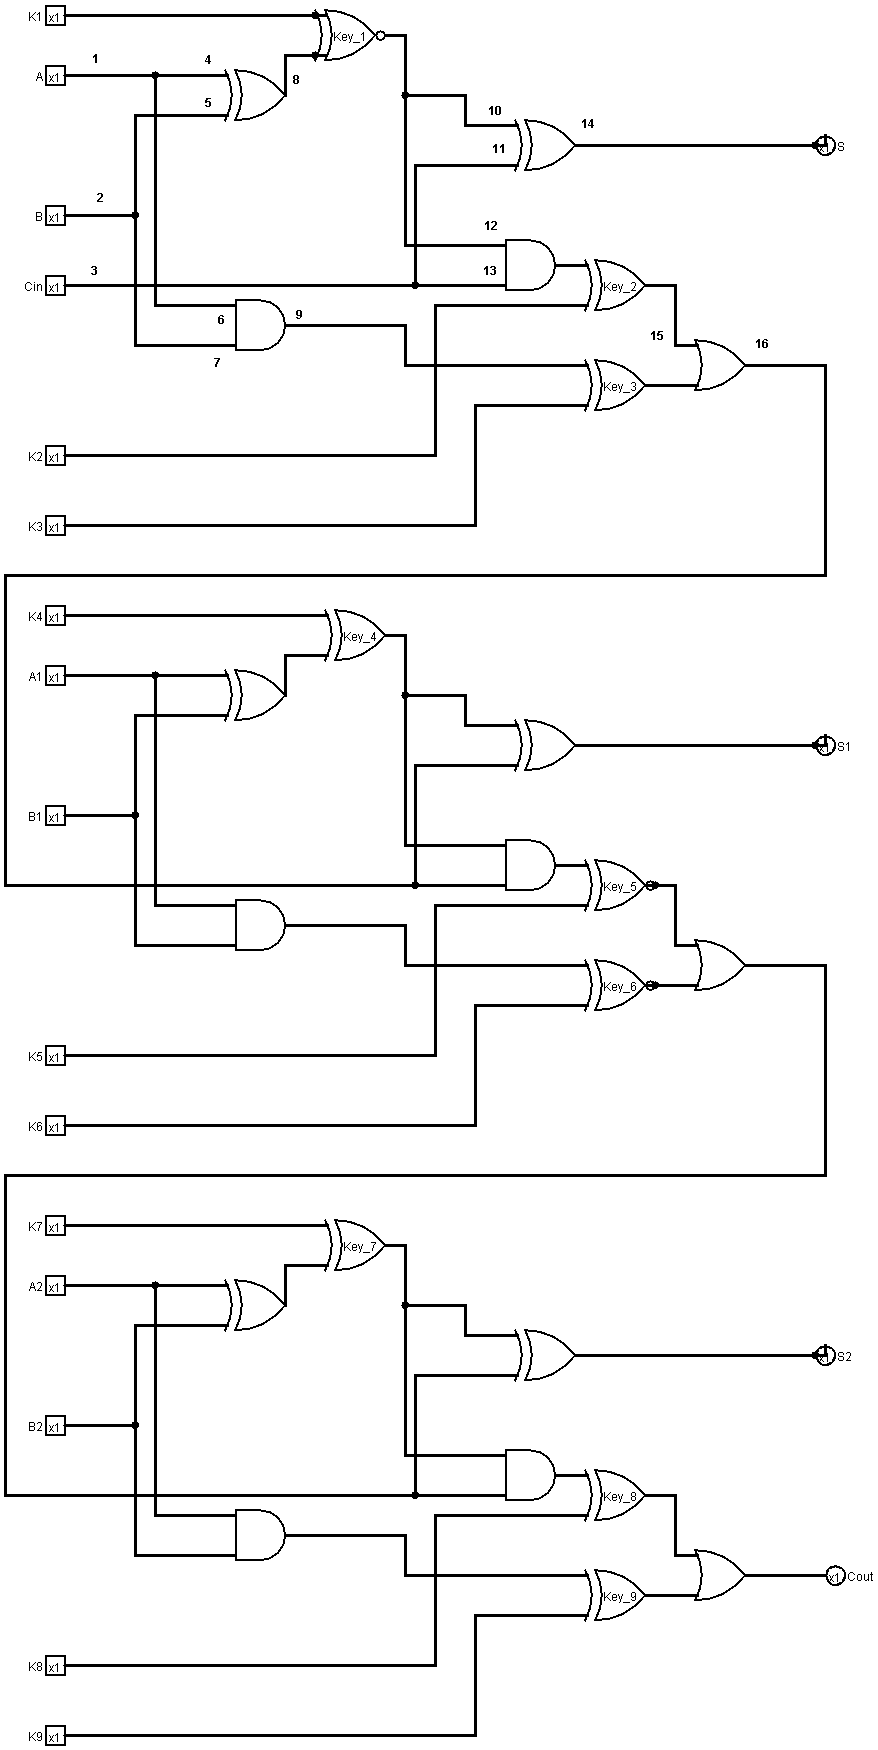 K1 x1 Key_1
A x1 1 4 8
5 10 14
11 x1 S
2
B x1 12
Cin x1 3 13 Key_2
6 9 15 16
7 Key_3
K2 x1
K3 x1
K4 x1 Key_4
A1 x1
x1 S1
B1 x1
Key_5
Key_6
K5 x1
K6 x1
K7 x1 Key_7
A2 x1
x1 S2
B2 x1
Key_8
x1 Cout
Key_9
K8 x1
K9 x1